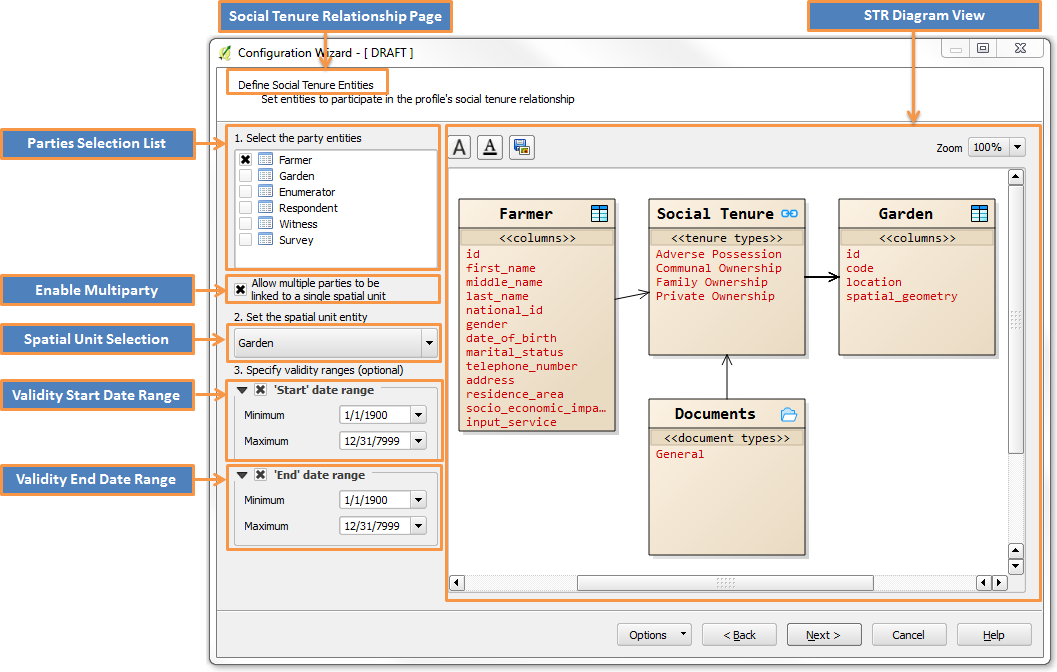 Social Tenure Relationship Page
STR Diagram View
Configuration Wizard - [ DRAFT ]
Define Social Tenure Entities
Set entities to participate in the profile's social tenure relationship
Parties Selection List
1. Select the party entities
Farmer
Garden
Enumerator
Respondent
Witness
Survey
Enable Multiparty
Allow multiple parties to be
linked to a single spatial unit
2. Set the spatial unit entity
Spatial Unit Selection
Garden
3. Specify validity ranges (optional)
Validity Start Date Range
'Start' date range
Minimum 1/1/1900
Maximum 12/31/7999
Validity End Date Range
'End' date range
Minimum 1/1/1900
Maximum 12/31/7999
A A
Zoom 100%
Farmer
<<columns>>
id
first_name
middle_name
last_name
national_id
gender
date_of_birth
marital_status
telephone_number
address
residence_area
socio_economic_impa...
input_service
Social Tenure
<<tenure types>>
Adverse Possession
Communal Ownership
Family Ownership
Private Ownership
Garden
<<columns>>
id
code
location
spatial_geometry
Documents
<<document types>>
General
Options
< Back
Next >
Cancel
Help